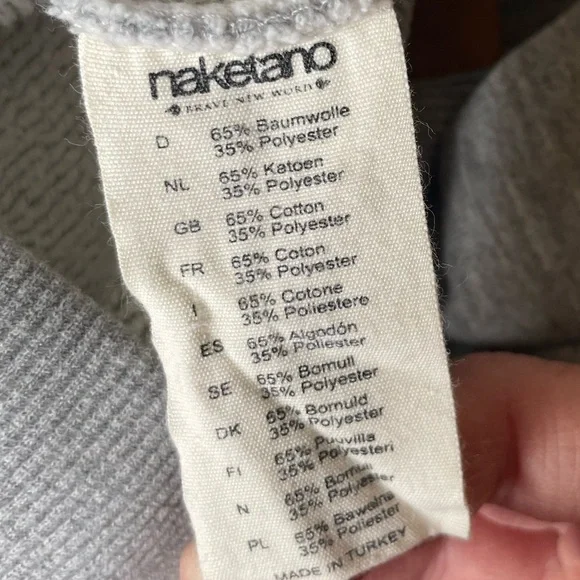 naketano
BRAVE NEW WORD
D 65% Baumwolle
35% Polyester
NL 65% Katoen
35% Polyester
GB 65% Cotton
35% Polyester
FR 65% Coton
35% Polyester
I 65% Cotone
35% Poliestere
ES 65% Algodón
35% Poliester
SE 65% Bomull
35% Polyester
DK 65% Bomuld
35% Polyester
FI 65% Puuvilla
35% Polyesteri
N 65% Bomull
35% Polyester
PL 65% Bawełna
35% Poliester
MADE IN TURKEY